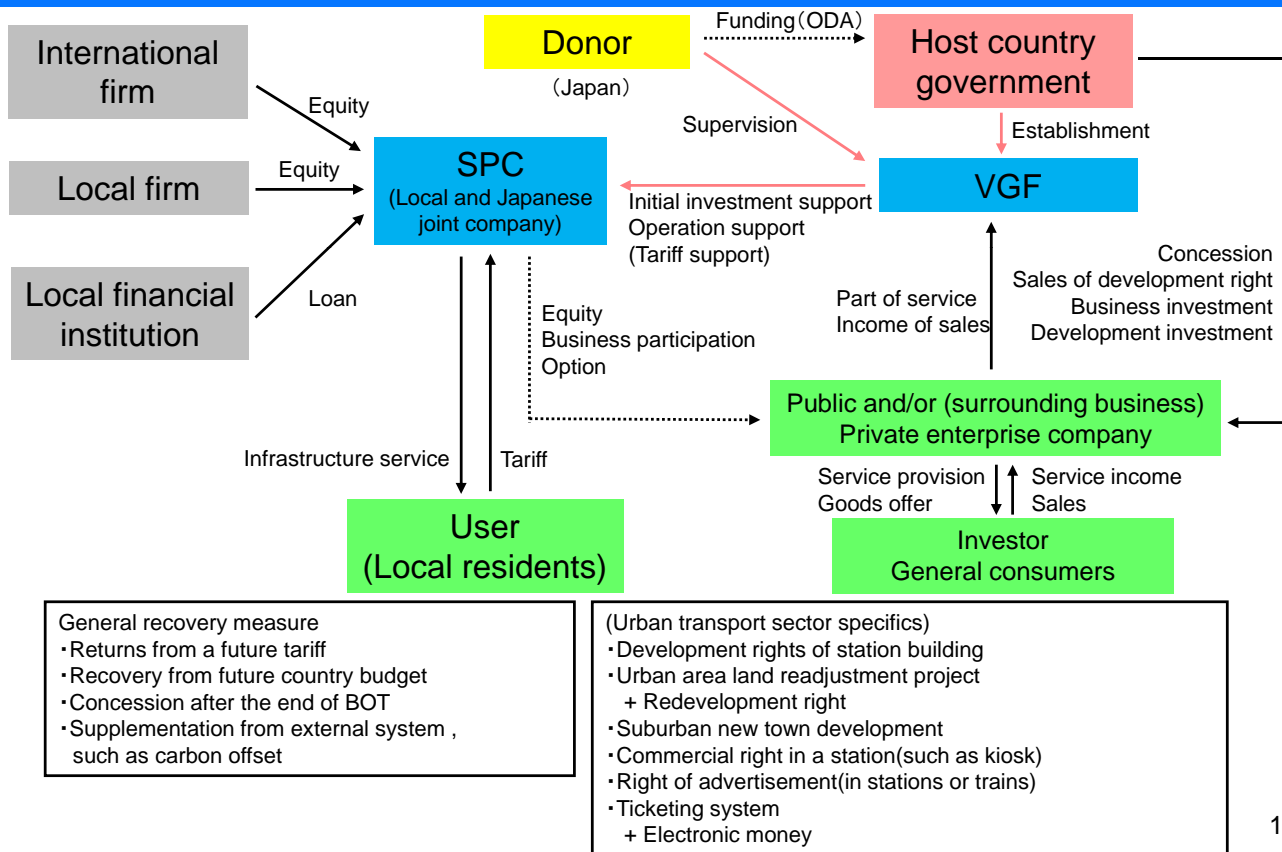 Funding（ODA）
International
firm
Donor
（Japan）
Host country
government
Equity
Supervision
Establishment
Local firm
Equity
SPC
(Local and Japanese
joint company)
VGF
Initial investment support
Operation support
(Tariff support)
Local financial
institution
Loan
Concession
Sales of development right
Business investment
Development investment
Part of service
Income of sales
Equity
Business participation
Option
Public and/or (surrounding business)
Private enterprise company
Infrastructure service
Tariff
Service provision
Goods offer
Service income
Sales
User
(Local residents)
Investor
General consumers
General recovery measure
・Returns from a future tariff
・Recovery from future country budget
・Concession after the end of BOT
・Supplementation from external system ,
such as carbon offset
(Urban transport sector specifics)
・Development rights of station building
・Urban area land readjustment project
+ Redevelopment right
・Suburban new town development
・Commercial right in a station(such as kiosk)
・Right of advertisement(in stations or trains)
・Ticketing system
+ Electronic money
1